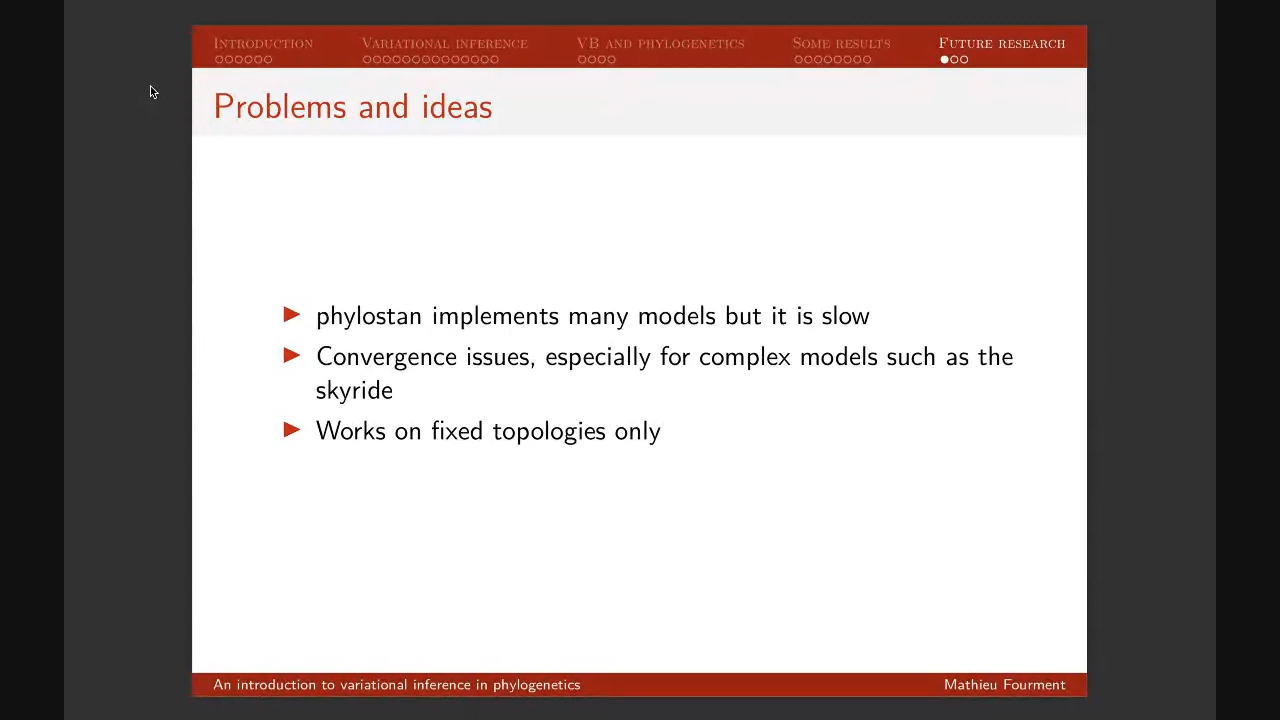 INTRODUCTION VARIATIONAL INFERENCE VB AND PHYLOGENETICS SOME RESULTS FUTURE RESEARCH
Problems and ideas
phylostan implements many models but it is slow
Convergence issues, especially for complex models such as the
skyride
Works on fixed topologies only
An introduction to variational inference in phylogenetics Mathieu Fourment